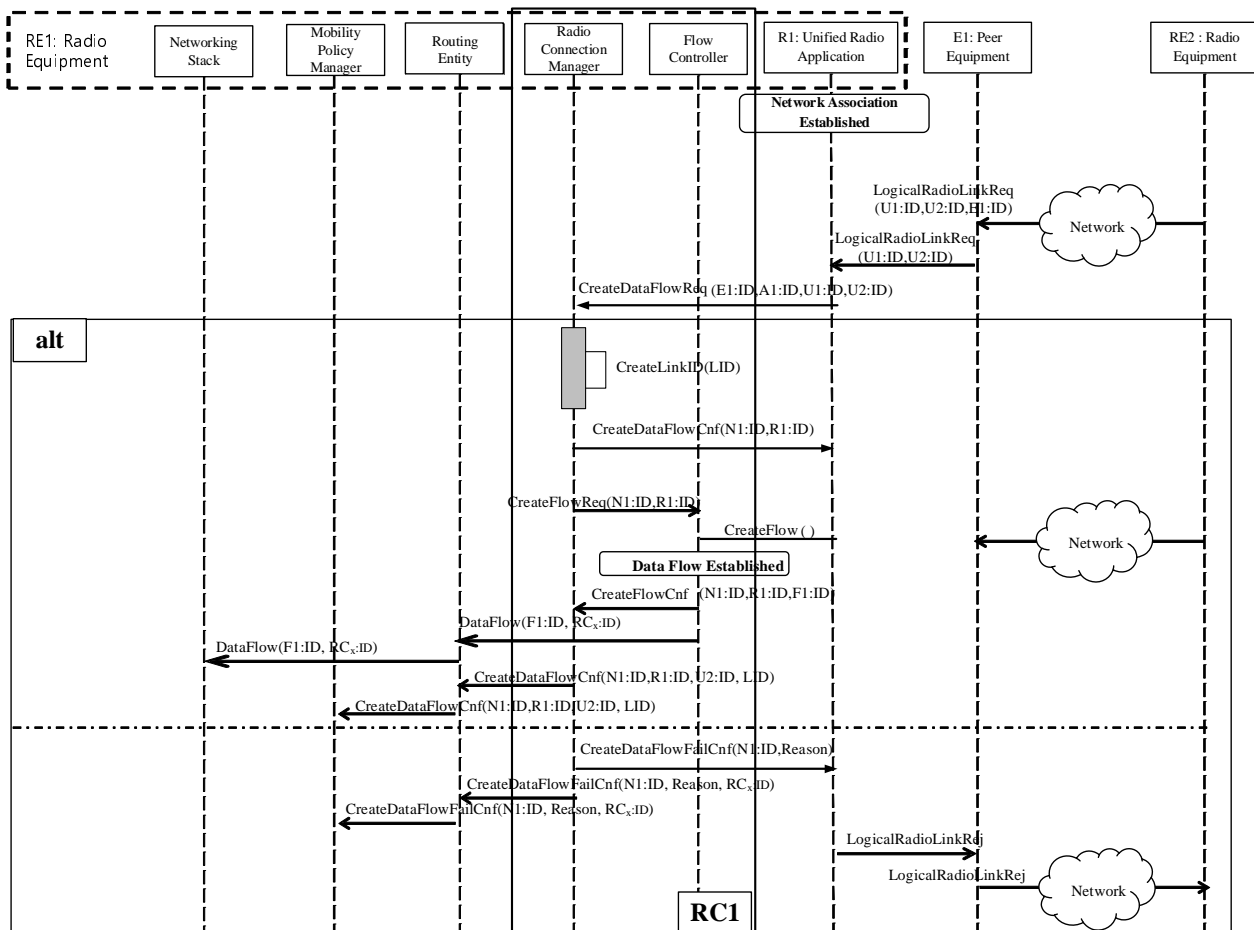 RE1: Radio
Equipment
Networking
Stack
Mobility
Policy
Manager
Routing
Entity
Radio
Connection
Manager
Flow
Controller
R1: Unified Radio
Application
E1: Peer
Equipment
RE2 : Radio
Equipment
Network Association
Established
LogicalRadioLinkReq
(U1:ID,U2:ID,E1:ID)
Network
LogicalRadioLinkReq
(U1:ID,U2:ID)
CreateDataFlowReq (E1:ID,A1:ID,U1:ID,U2:ID)
alt
CreateLinkID(LID)
CreateDataFlowCnf(N1:ID,R1:ID)
CreateFlowReq(N1:ID,R1:ID)
CreateFlow ( )
Network
Data Flow Established
CreateFlowCnf (N1:ID,R1:ID,F1:ID)
DataFlow(F1:ID, RCx:ID)
DataFlow(F1:ID, RCx:ID)
CreateDataFlowCnf(N1:ID,R1:ID,U2:ID, LID)
CreateDataFlowCnf(N1:ID,R1:ID,U2:ID, LID)
CreateDataFlowFailCnf(N1:ID,Reason)
CreateDataFlowFailCnf(N1:ID, Reason, RCx:ID)
CreateDataFlowFailCnf(N1:ID, Reason, RCx:ID)
LogicalRadioLinkRej
LogicalRadioLinkRej
Network
RC1